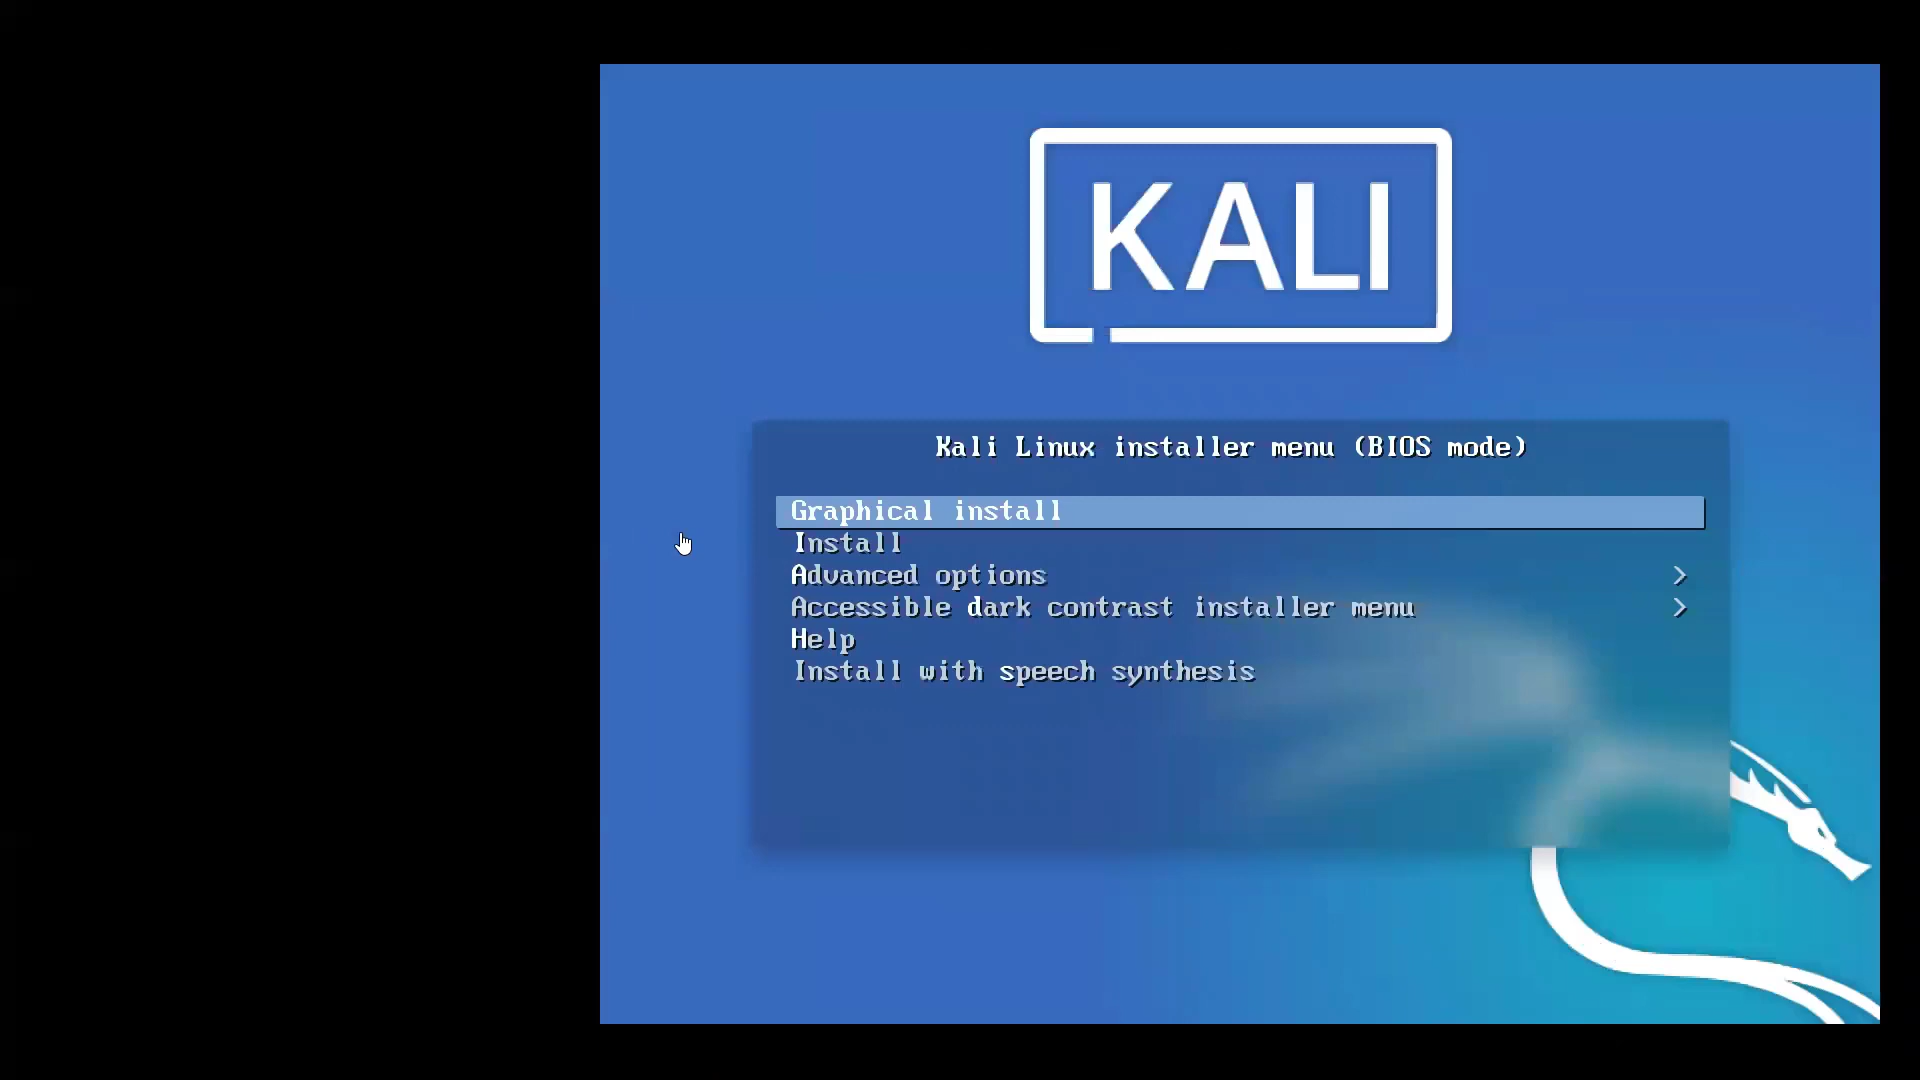 KALI
Kali Linux installer menu (BIOS mode)
Graphical install
Install
Advanced options >
Accessible dark contrast installer menu >
Help
Install with speech synthesis